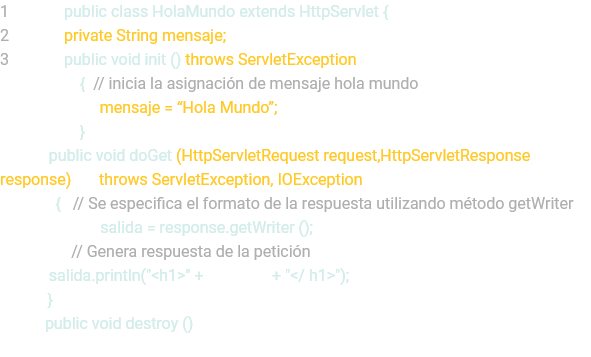 1 public class HolaMundo extends HttpServlet {
2 private String mensaje;
3 public void init () throws ServletException
{ // inicia la asignación de mensaje hola mundo
mensaje = “Hola Mundo”;
}
public void doGet (HttpServletRequest request,HttpServletResponse
response) throws ServletException, IOException
{ // Se especifica el formato de la respuesta utilizando método getWriter
salida = response.getWriter ();
// Genera respuesta de la petición
salida.println("<h1>" + + "</ h1>");
}
public void destroy ()